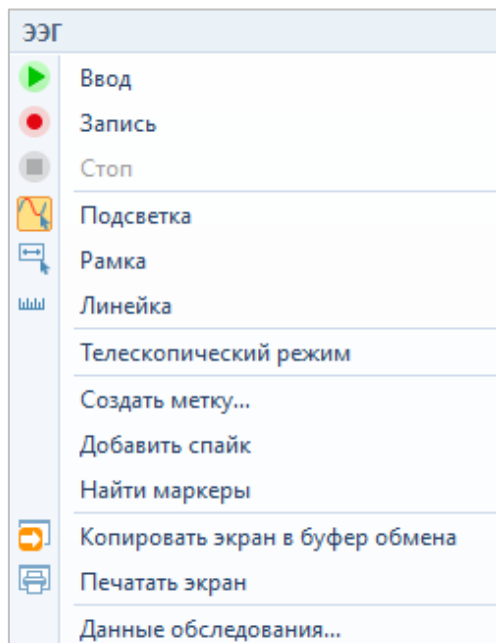 ЭЭГ
Ввод
Запись
Стоп
Подсветка
Рамка
Линейка
Телескопический режим
Создать метку...
Добавить спайк
Найти маркеры
Копировать экран в буфер обмена
Печатать экран
Данные обследования...